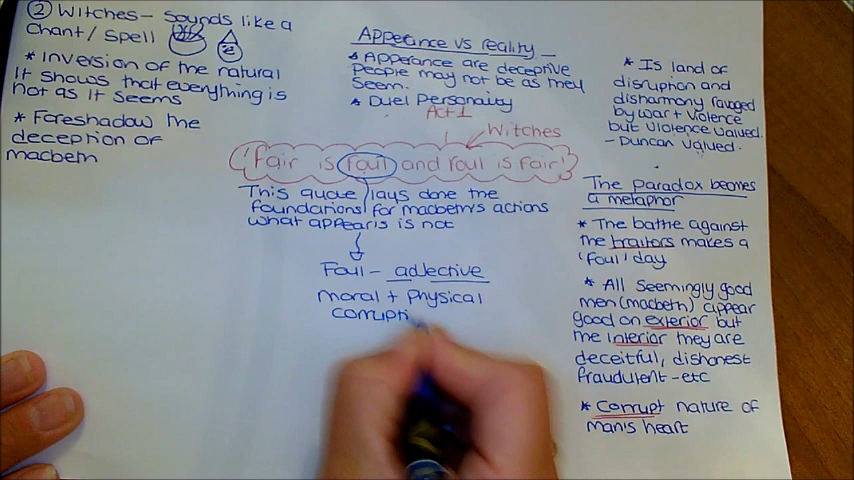 ② Witches- sounds like a
chant/spell
2
* Inversion of the natural
It shows that everything is
not as it seems
* Foreshadow the
deception of
macbeth
Appearance vs reality
* Apperance are deceptive
People may not be as they
seem.
* Duel Personality
Act 1
Witches
'Fair is foul and foul is fair'
This quote lays done the
foundations for macbeth's actions
what appear is is not
Foul - adjective
moral + physical
corrupti
* Is land of
disruption and
disharmony ravaged
by war + violence
but violence valued.
- Duncan valued.
The paradox becomes
a metaphor
* The battle against
the traitors makes a
'foul' day
* All seemingly good
men (macbeth) appear
good on exterior but
the interior they are
deceitful, dishonest
fraudulent - etc
* Corrupt nature of
man's heart